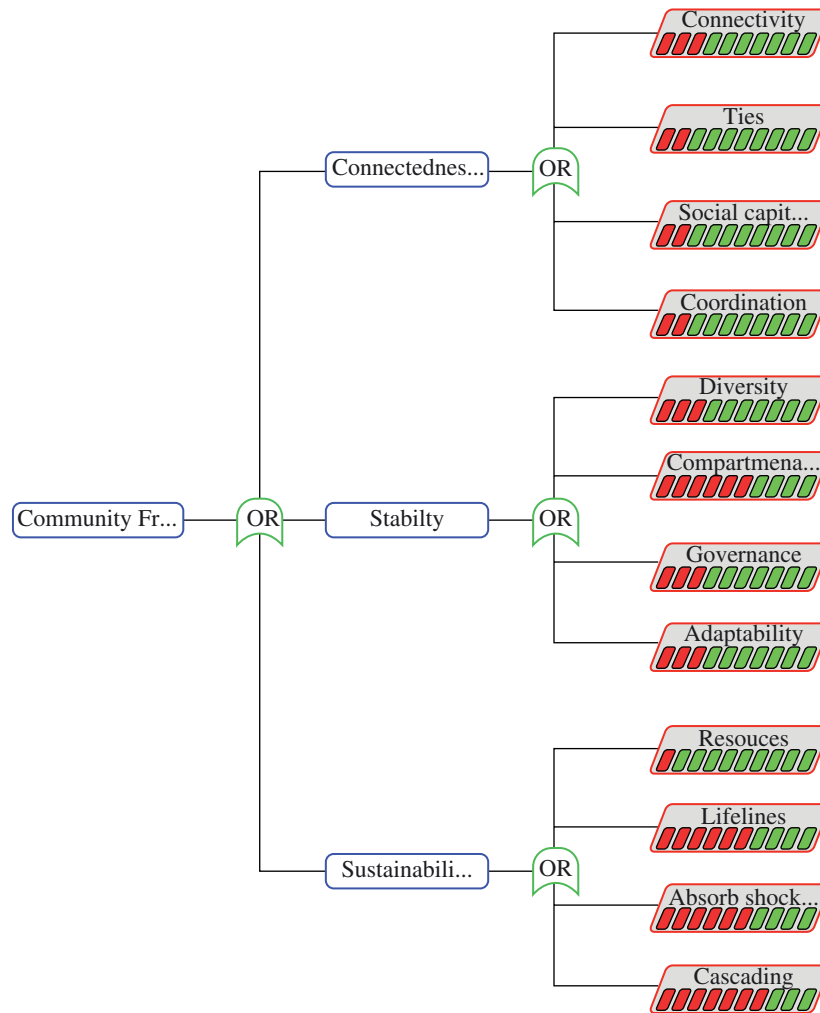 Connectivity
Ties
Connectednes...
OR
Social capit...
Coordination
Diversity
Compartmena...
Community Fr...
OR
Stabilty
OR
Governance
Adaptability
Resouces
Lifelines
Sustainabili...
OR
Absorb shock...
Cascading